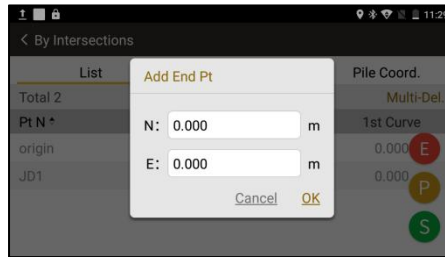 11:29
< By Intersections
List
Pile Coord.
Add End Pt
Total 2
Multi-Del.
Pt N
1st Curve
N: 0.000 m
origin
0.000
E
E: 0.000 m
JD1
0.000
P
Cancel OK
S